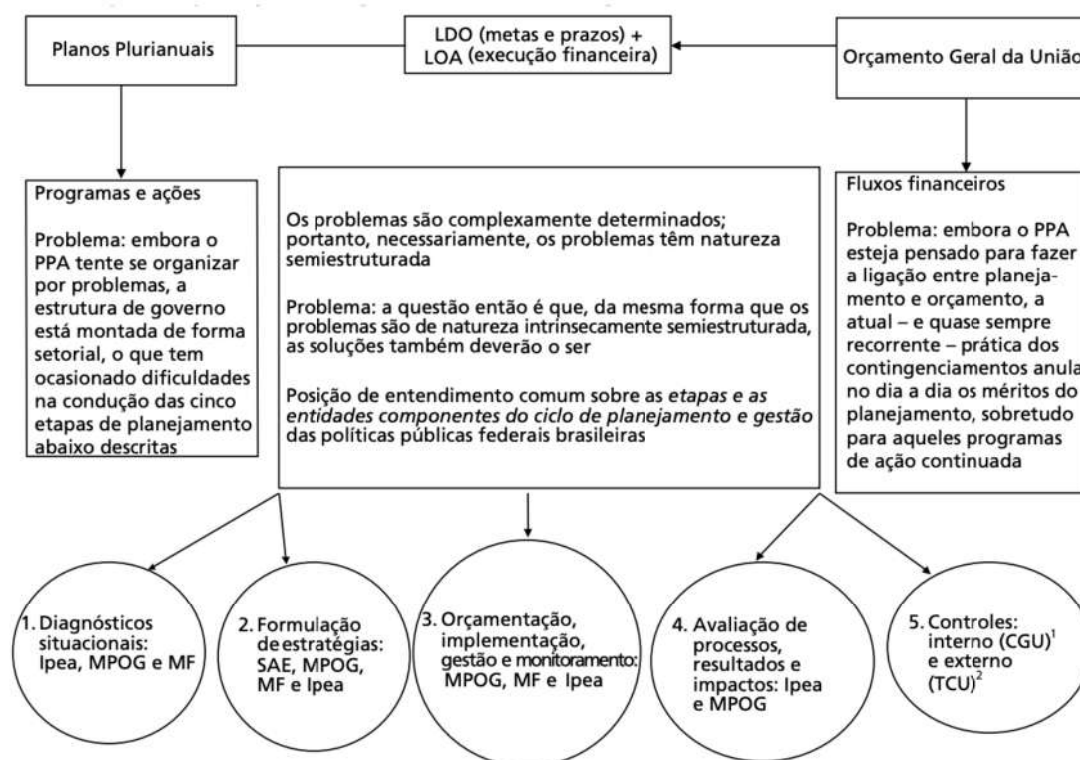 Planos Plurianuais
LDO (metas e prazos) +
LOA (execução financeira)
Orçamento Geral da União
Programas e ações
Problema: embora o
PPA tente se organizar
por problemas, a
estrutura de governo
está montada de forma
setorial, o que tem
ocasionado dificuldades
na condução das cinco
etapas de planejamento
abaixo descritas
Os problemas são complexamente determinados;
portanto, necessariamente, os problemas têm natureza
semiestruturada
Problema: a questão então é que, da mesma forma que os
problemas são de natureza intrinsecamente semiestruturada,
as soluções também deverão o ser
Posição de entendimento comum sobre as etapas e as
entidades componentes do ciclo de planejamento e gestão
das políticas públicas federais brasileiras
Fluxos financeiros
Problema: embora o PPA
esteja pensado para fazer
a ligação entre planeja-
mento e orçamento, a
atual – e quase sempre
recorrente – prática dos
contingenciamentos anula
no dia a dia os méritos do
planejamento, sobretudo
para aqueles programas
de ação continuada
1. Diagnósticos
situacionais:
Ipea, MPOG e MF
2. Formulação
de estratégias:
SAE, MPOG,
MF e Ipea
3. Orçamentação,
implementação,
gestão e monitoramento:
MPOG, MF e Ipea
4. Avaliação de
processos,
resultados e
impactos: Ipea
e MPOG
5. Controles:
interno (CGU)¹
e externo
(TCU)²